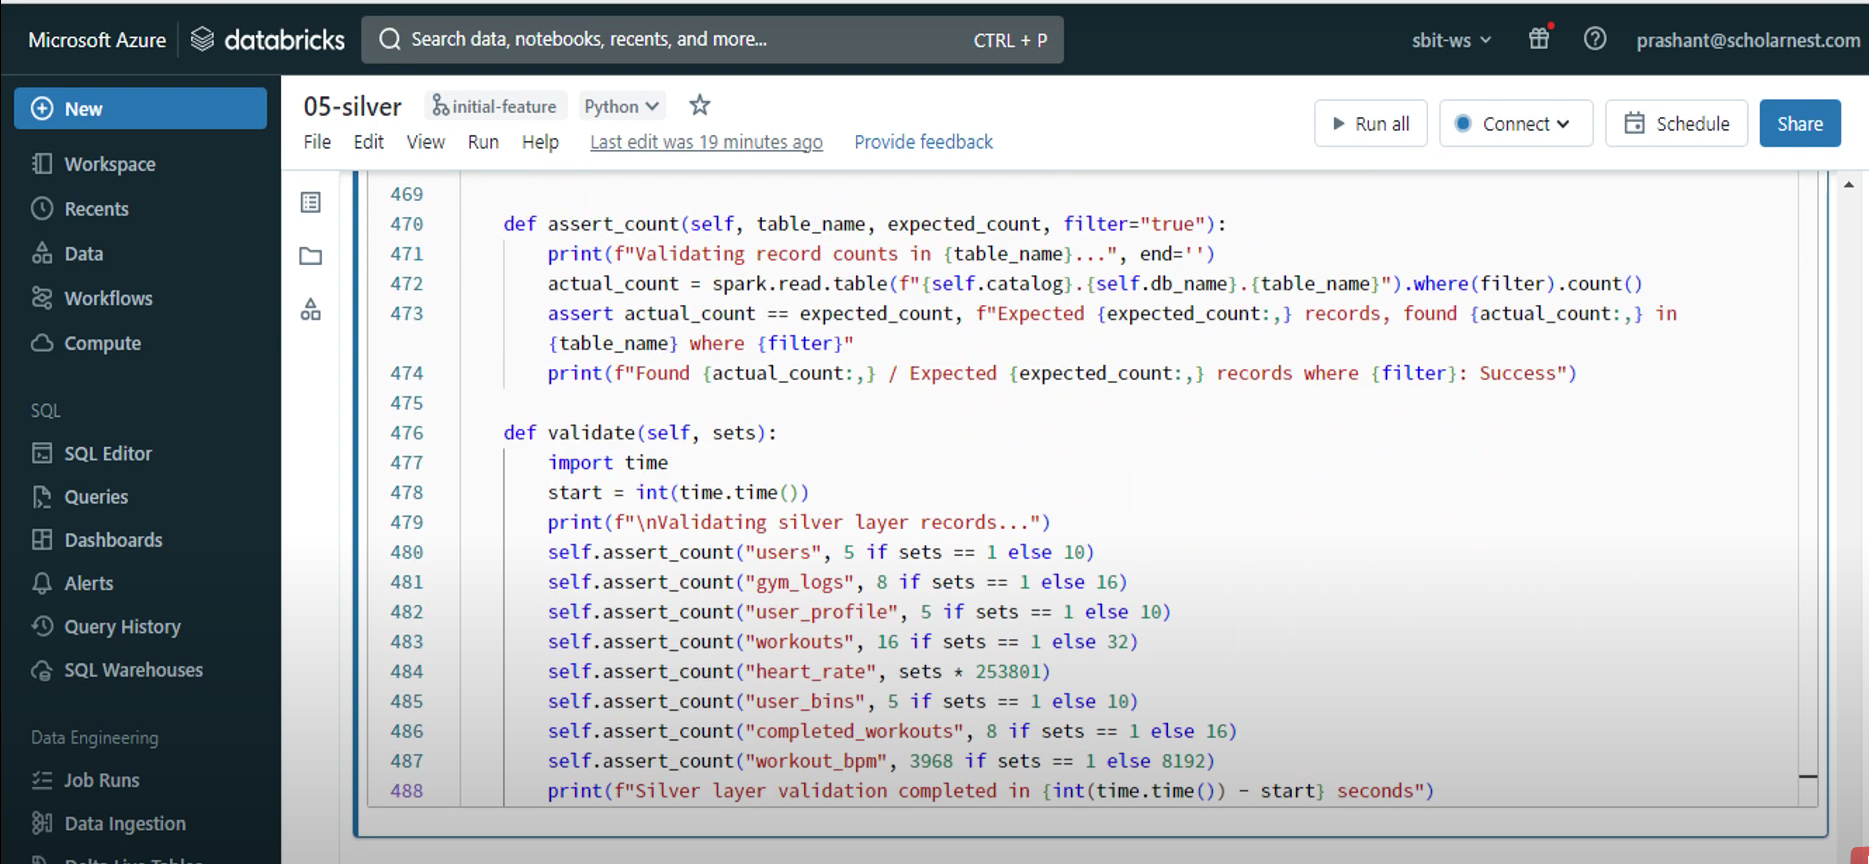 Microsoft Azure databricks Search data, notebooks, recents, and more... CTRL + P sbit-ws prashant@scholarnest.com
New
Workspace
Recents
Data
Workflows
Compute
SQL
SQL Editor
Queries
Dashboards
Alerts
Query History
SQL Warehouses
Data Engineering
Job Runs
Data Ingestion
Delta Live Tables
05-silver initial-feature Python
File Edit View Run Help Last edit was 19 minutes ago Provide feedback
Run all Connect Schedule Share
469
470 def assert_count(self, table_name, expected_count, filter="true"):
471 print(f"Validating record counts in {table_name}...", end='')
472 actual_count = spark.read.table(f"{self.catalog}.{self.db_name}.{table_name}").where(filter).count()
473 assert actual_count == expected_count, f"Expected {expected_count:,} records, found {actual_count:,} in
{table_name} where {filter}"
474 print(f"Found {actual_count:,} / Expected {expected_count:,} records where {filter}: Success")
475
476 def validate(self, sets):
477 import time
478 start = int(time.time())
479 print(f"\nValidating silver layer records...")
480 self.assert_count("users", 5 if sets == 1 else 10)
481 self.assert_count("gym_logs", 8 if sets == 1 else 16)
482 self.assert_count("user_profile", 5 if sets == 1 else 10)
483 self.assert_count("workouts", 16 if sets == 1 else 32)
484 self.assert_count("heart_rate", sets * 253801)
485 self.assert_count("user_bins", 5 if sets == 1 else 10)
486 self.assert_count("completed_workouts", 8 if sets == 1 else 16)
487 self.assert_count("workout_bpm", 3968 if sets == 1 else 8192)
488 print(f"Silver layer validation completed in {int(time.time()) - start} seconds")